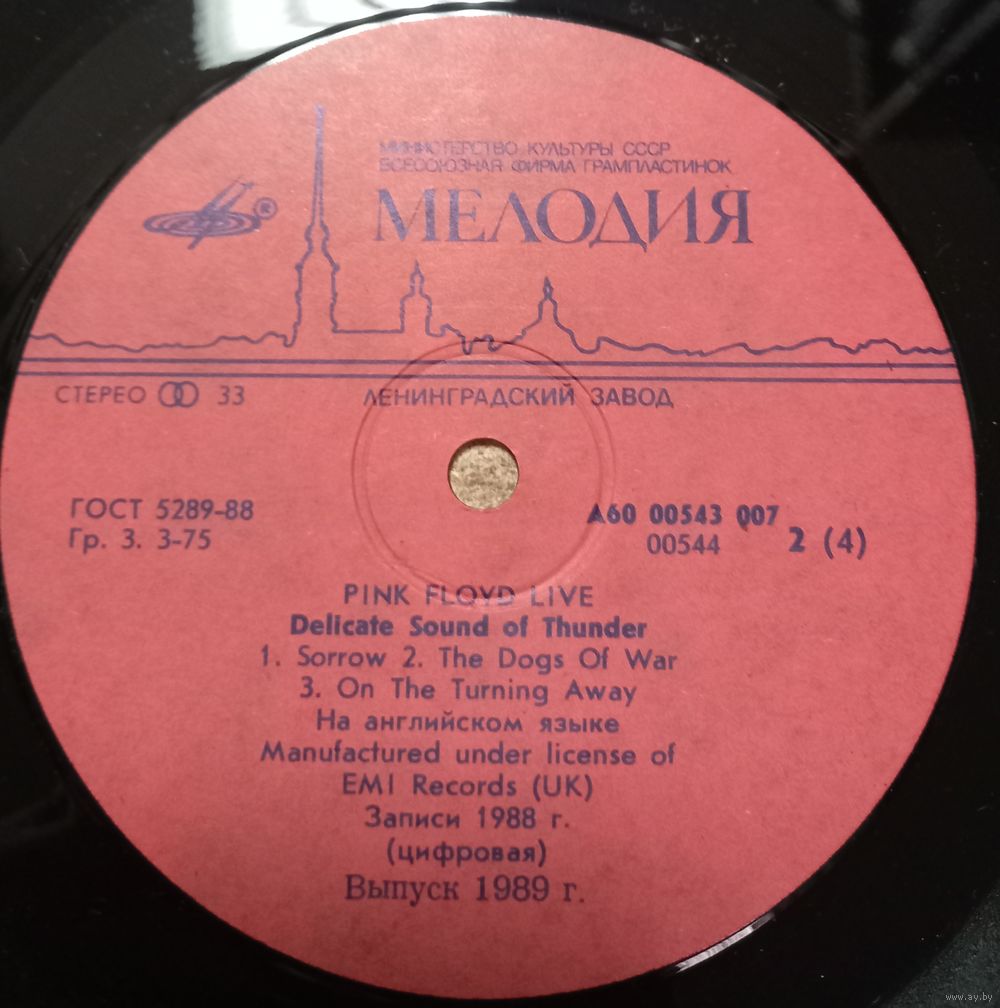 МИНИСТЕРСТВО КУЛЬТУРЫ СССР
ВСЕСОЮЗНАЯ ФИРМА ГРАМПЛАСТИНОК
МЕЛОДИЯ
®
СТЕРЕО 33
ЛЕНИНГРАДСКИЙ ЗАВОД
ГОСТ 5289-88
Гр. 3. 3-75
А60 00543 007
00544 2 (4)
PINK FLOYD LIVE
Delicate Sound of Thunder
1. Sorrow 2. The Dogs Of War
3. On The Turning Away
На английском языке
Manufactured under license of
EMI Records (UK)
Записи 1988 г.
(цифровая)
Выпуск 1989 г.
www.ay.by